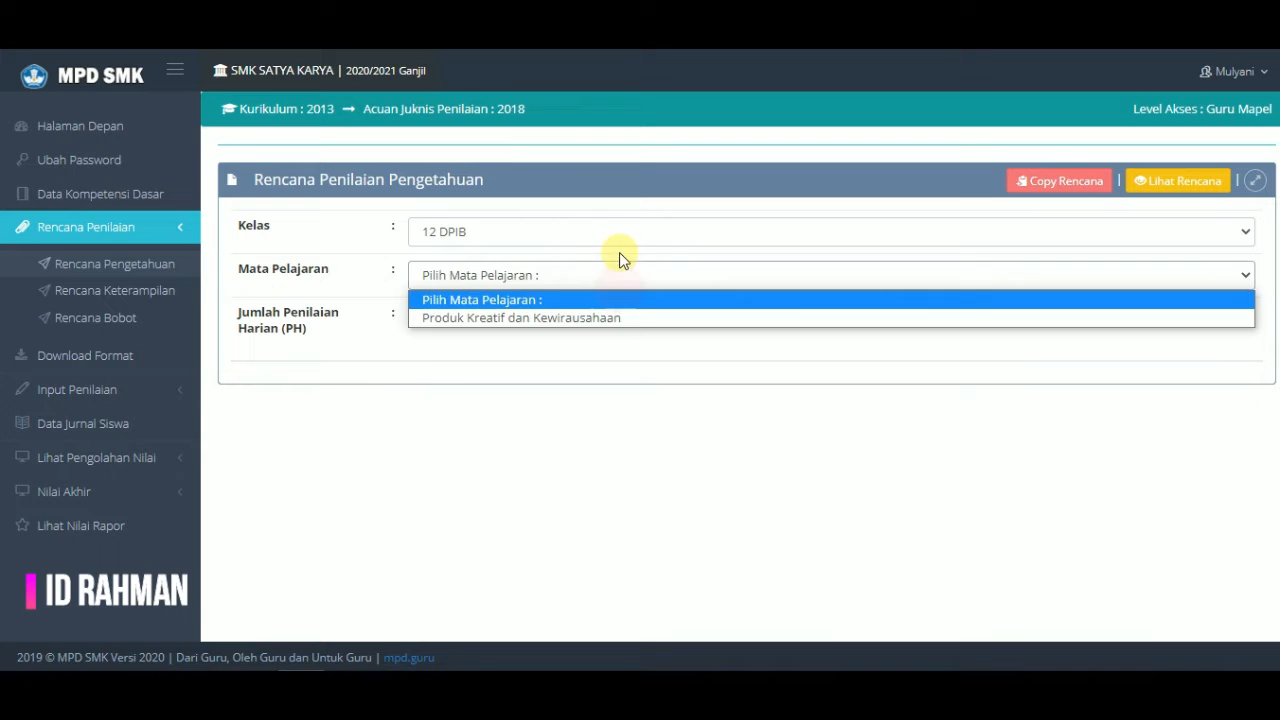 MPD SMK
SMK SATYA KARYA | 2020/2021 Ganjil
Mulyani
Kurikulum : 2013 → Acuan Juknis Penilaian : 2018
Level Akses : Guru Mapel
Halaman Depan
Ubah Password
Data Kompetensi Dasar
Rencana Penilaian
Rencana Pengetahuan
Rencana Keterampilan
Rencana Bobot
Download Format
Input Penilaian
Data Jurnal Siswa
Lihat Pengolahan Nilai
Nilai Akhir
Lihat Nilai Rapor
ID RAHMAN
Rencana Penilaian Pengetahuan
Copy Rencana | Lihat Rencana |
Kelas : 12 DPIB
Mata Pelajaran : Pilih Mata Pelajaran :
Pilih Mata Pelajaran :
Produk Kreatif dan Kewirausahaan
Jumlah Penilaian :
Harian (PH)
2019 © MPD SMK Versi 2020 | Dari Guru, Oleh Guru dan Untuk Guru | mpd.guru